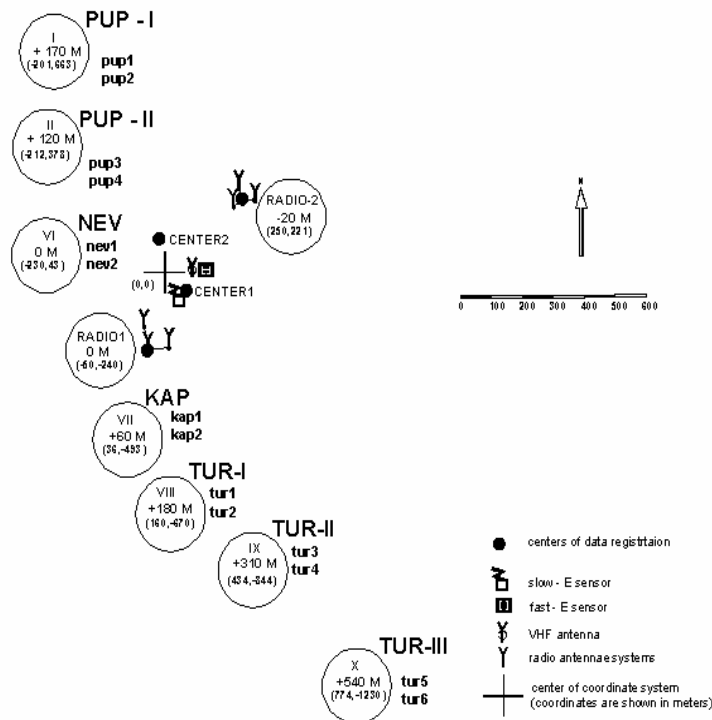 PUP - I
I
+ 170 M
(-201,663)
pup1
pup2
PUP - II
II
+ 120 M
(-212,378)
pup3
pup4
NEV
VI
0 M
(-230,43)
nev1
nev2
RADIO-2
-20 M
(250,221)
CENTER2
(0,0)
CENTER1
N
0 100 200 300 400 500 600
RADIO1
0 M
(-60,-240)
KAP
VII
+60 M
(36,-493)
kap1
kap2
TUR-I
VIII
+180 M
(160,-670)
tur1
tur2
TUR-II
IX
+310 M
(434,-844)
tur3
tur4
TUR-III
X
+540 M
(774,-1230)
tur5
tur6
centers of data registrtaion
slow - E sensor
fast - E sensor
VHF antenna
radio antennae systems
center of coordinate system
(coordinates are shown in meters)